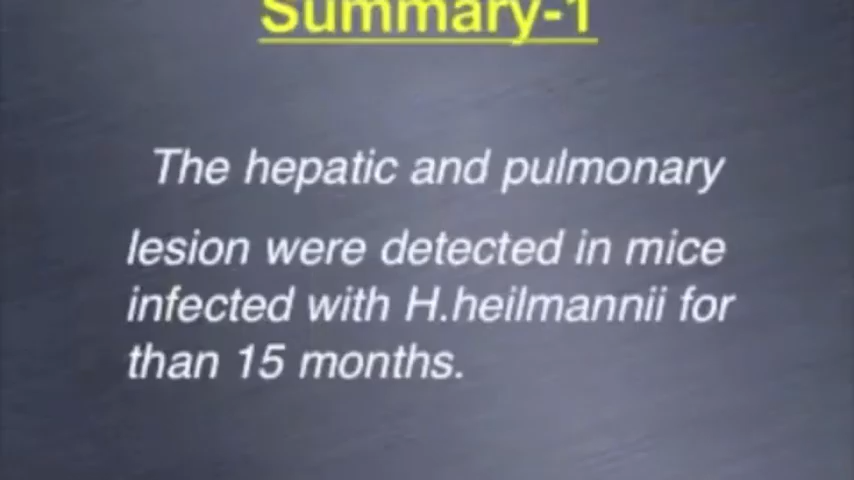 Summary-1
The hepatic and pulmonary
lesion were detected in mice
infected with H.heilmannii for
than 15 months.